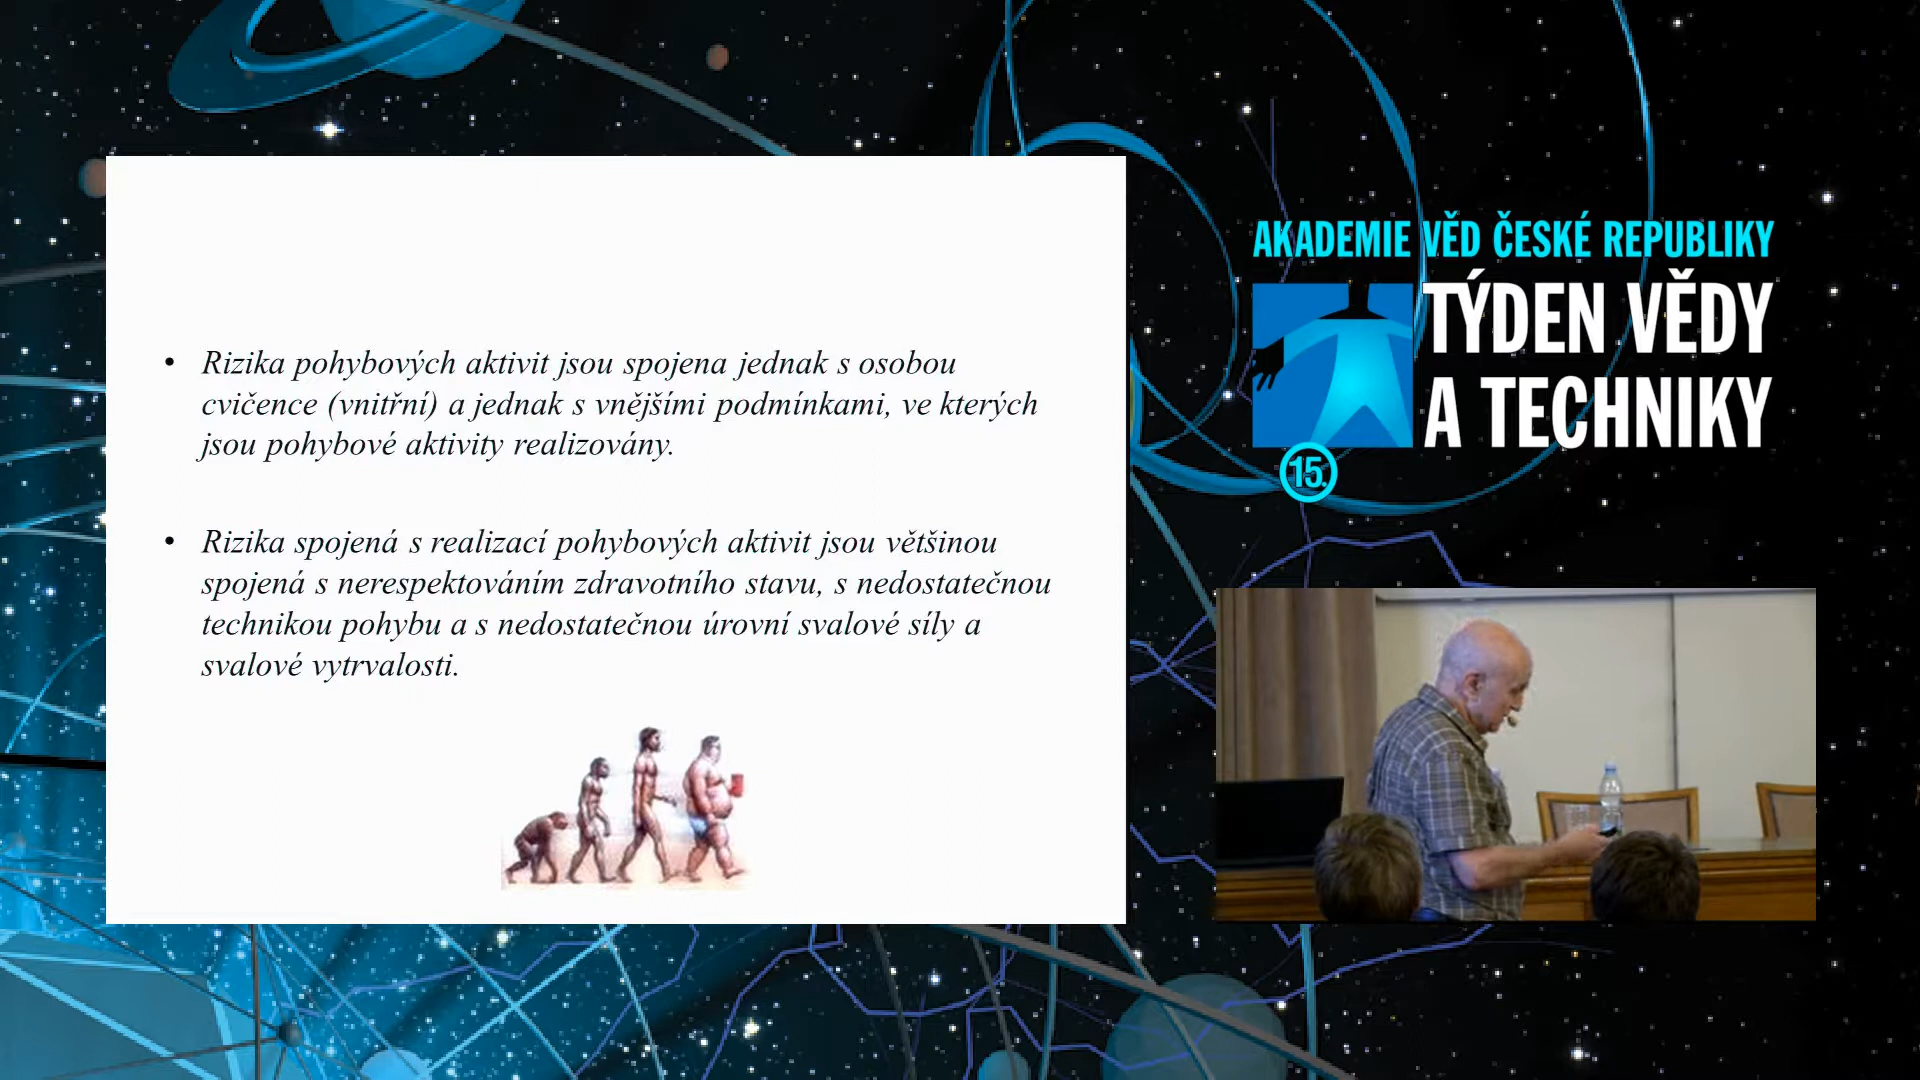 • Rizika pohybových aktivit jsou spojena jednak s osobou
cvičence (vnitřní) a jednak s vnějšími podmínkami, ve kterých
jsou pohybové aktivity realizovány.
• Rizika spojená s realizací pohybových aktivit jsou většinou
spojená s nerespektováním zdravotního stavu, s nedostatečnou
technikou pohybu a s nedostatečnou úrovní svalové síly a
svalové vytrvalosti.
AKADEMIE VĚD ČESKÉ REPUBLIKY
TÝDEN VĚDY
A TECHNIKY
15.